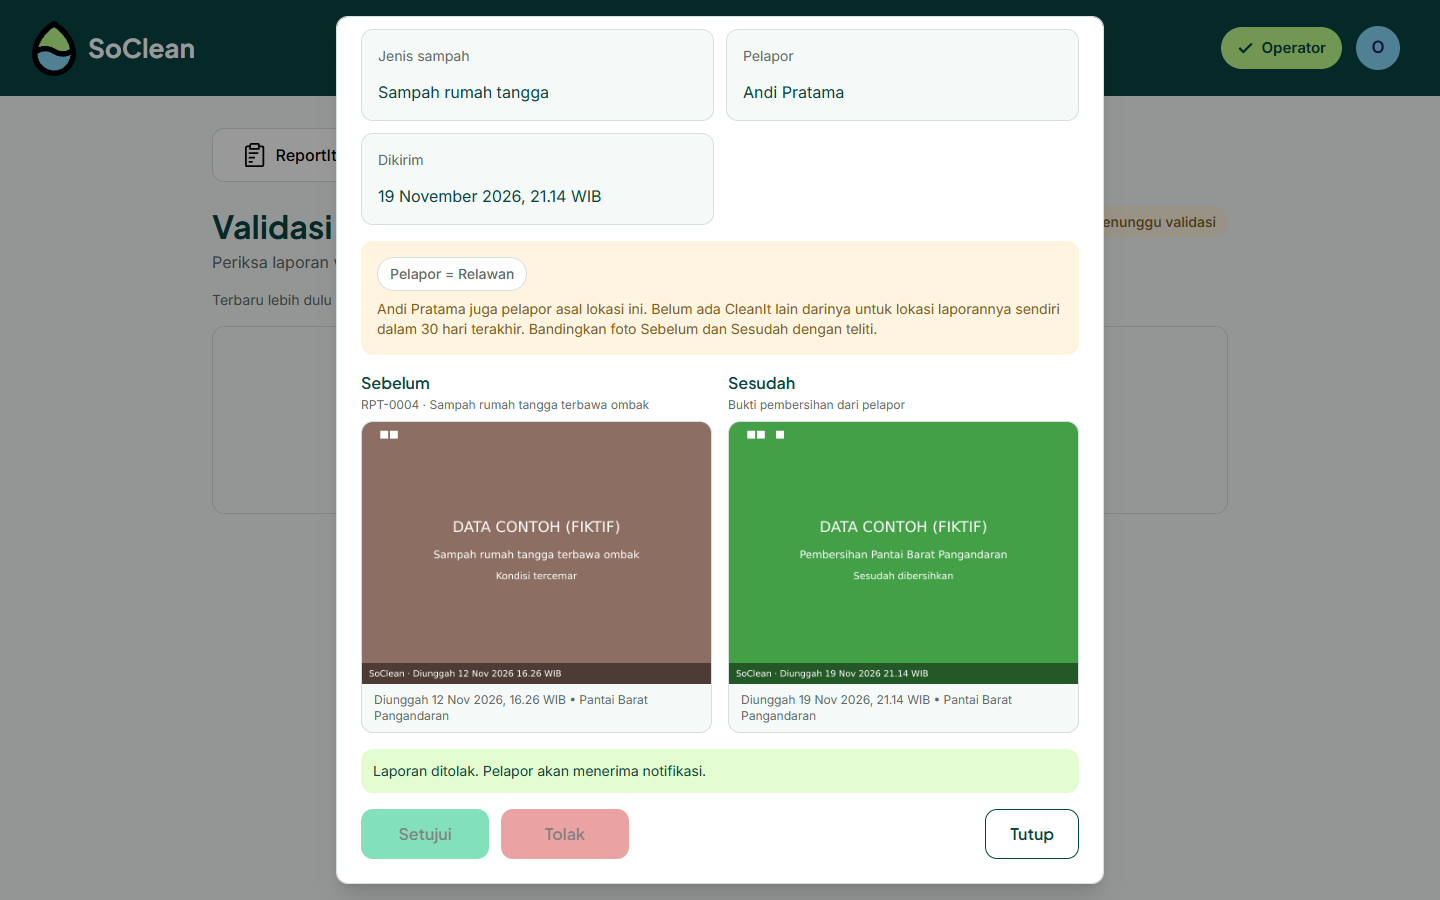 SoClean
Operator
O
ReportIt
Validasi
Periksa laporan
Terbaru lebih dulu
enunggu validasi
Jenis sampah
Sampah rumah tangga
Pelapor
Andi Pratama
Dikirim
19 November 2026, 21.14 WIB
Pelapor = Relawan
Andi Pratama juga pelapor asal lokasi ini. Belum ada CleanIt lain darinya untuk lokasi laporannya sendiri
dalam 30 hari terakhir. Bandingkan foto Sebelum dan Sesudah dengan teliti.
Sebelum
RPT-0004 · Sampah rumah tangga terbawa ombak
DATA CONTOH (FIKTIF)
Sampah rumah tangga terbawa ombak
Kondisi tercemar
SoClean · Diunggah 12 Nov 2026 16.26 WIB
Diunggah 12 Nov 2026, 16.26 WIB • Pantai Barat
Pangandaran
Sesudah
Bukti pembersihan dari pelapor
DATA CONTOH (FIKTIF)
Pembersihan Pantai Barat Pangandaran
Sesudah dibersihkan
SoClean · Diunggah 19 Nov 2026 21.14 WIB
Diunggah 19 Nov 2026, 21.14 WIB • Pantai Barat
Pangandaran
Laporan ditolak. Pelapor akan menerima notifikasi.
Setujui
Tolak
Tutup